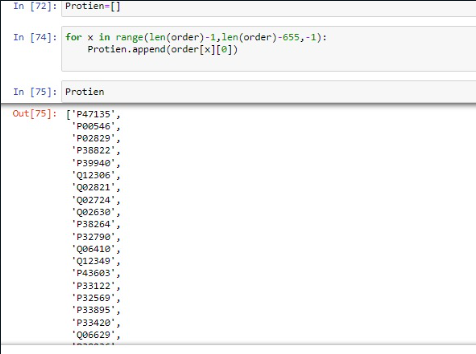 In [72]: Protien=[]
In [74]: for x in range(len(order)-1,len(order)-655,-1):
Protien.append(order[x][0])
In [75]: Protien
Out[75]: ['P47135',
'P00546',
'P02829',
'P38822',
'P39940',
'Q12306',
'Q02821',
'Q02724',
'Q02630',
'P38264',
'P32790',
'Q06410',
'Q12349',
'P43603',
'P33122',
'P32569',
'P33895',
'P33420',
'Q06629',